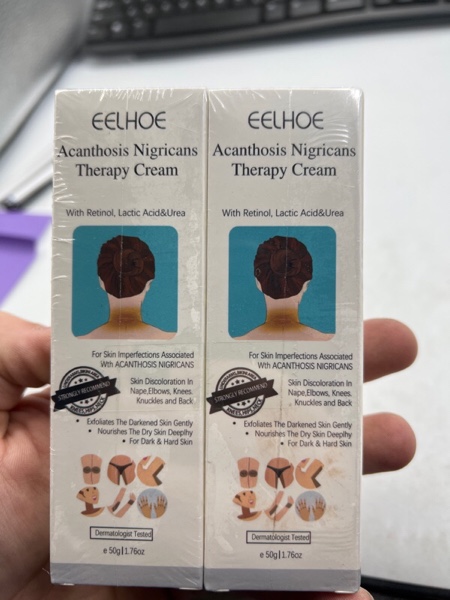 EELHOE
Acanthosis Nigricans
Therapy Cream
With Retinol, Lactic Acid&Urea
For Skin Imperfections Associated
Wth ACANTHOSIS NIGRICANS
STRONGLY RECOMMEND
Skin Discoloration In
Nape,Elbows, Knees.
Knuckles and Back
• Exfoliates The Darkened Skin Gently
• Nourishes The Dry Skin Deeplhy
• For Dark & Hard Skin
Dermatologist Tested
e 50g|1.76oz
EELHOE
Acanthosis Nigricans
Therapy Cream
With Retinol, Lactic Acid&Urea
For Skin Imperfections Associated
Wth ACANTHOSIS NIGRICANS
STRONGLY RECOMMEND
Skin Discoloration In
Nape,Elbows, Knees.
Knuckles and Back
• Exfoliates The Darkened Skin Gently
• Nourishes The Dry Skin Deeplhy
• For Dark & Hard Skin
Dermatologist Tested
e 50g|1.76oz